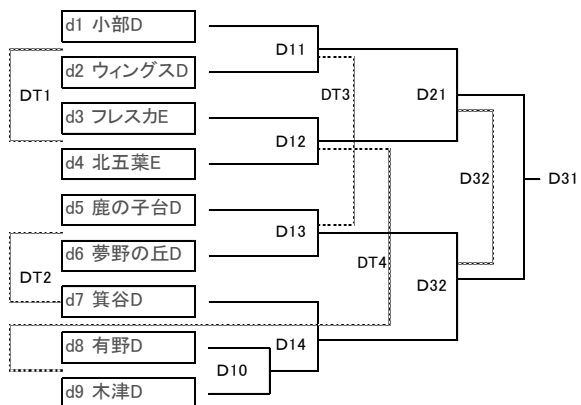 d1 小部D
D11
d2 ウィングスD
DT1
DT3
D21
d3 フレスカE
D12
d4 北五葉E
D32
D31
d5 鹿の子台D
D13
d6 夢野の丘D
DT4
DT2
D32
d7 箕谷D
d8 有野D
D14
D10
d9 木津D